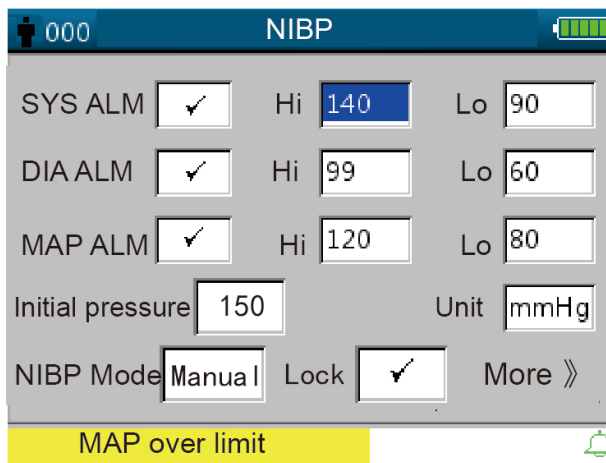 000 NIBP
SYS ALM ✓ Hi 140 Lo 90
DIA ALM ✓ Hi 99 Lo 60
MAP ALM ✓ Hi 120 Lo 80
Initial pressure 150 Unit mmHg
NIBP Mode Manual Lock ✓ More 》
MAP over limit